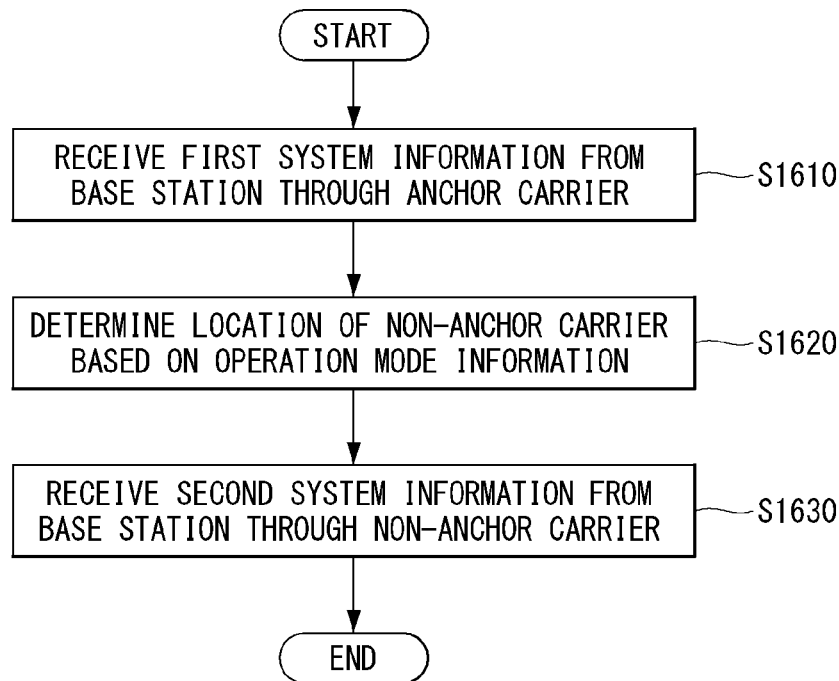 START
RECEIVE FIRST SYSTEM INFORMATION FROM
BASE STATION THROUGH ANCHOR CARRIER
S1610
DETERMINE LOCATION OF NON-ANCHOR CARRIER
BASED ON OPERATION MODE INFORMATION
S1620
RECEIVE SECOND SYSTEM INFORMATION FROM
BASE STATION THROUGH NON-ANCHOR CARRIER
S1630
END